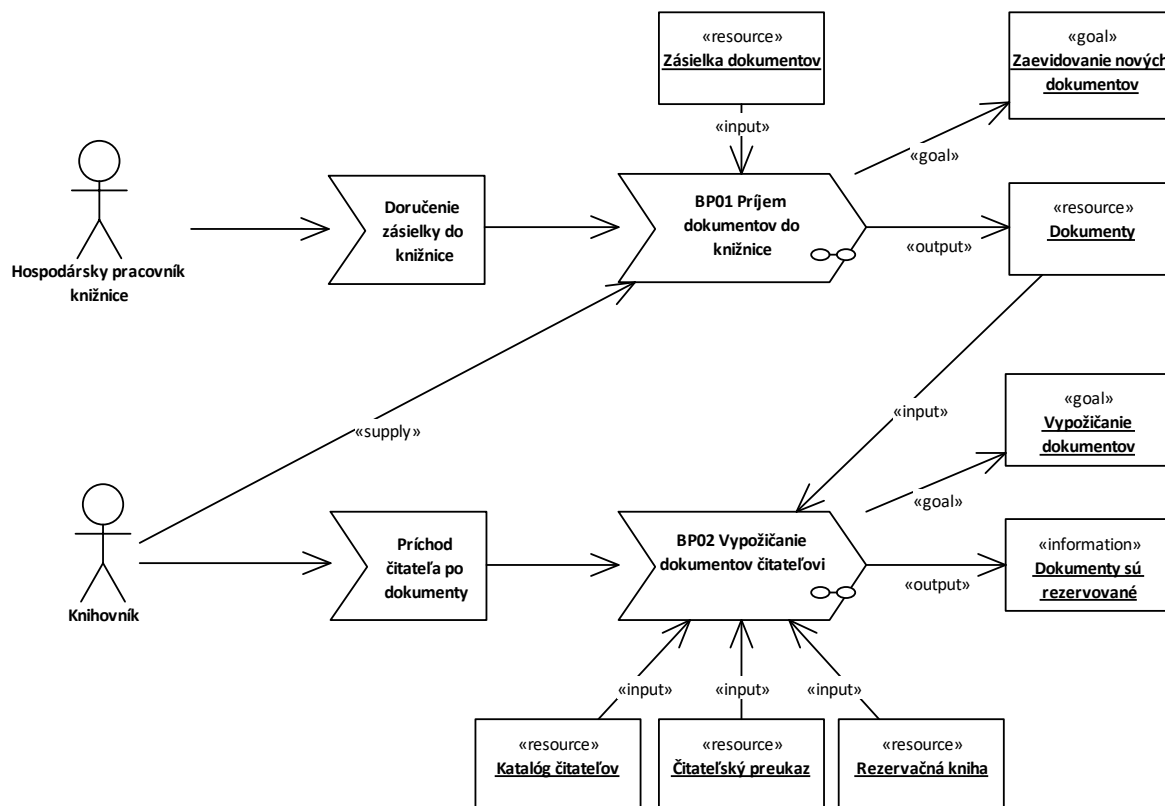 «resource»
Zásielka dokumentov
«goal»
Zaevidovanie nových
dokumentov
«input»
«goal»
Hospodársky pracovník
knižnice
Doručenie
zásielky do
knižnice
BP01 Príjem
dokumentov do
knižnice
«output»
«resource»
Dokumenty
«supply»
«input»
«goal»
Vypožičanie
dokumentov
«goal»
Knihovník
Príchod
čitateľa po
dokumenty
BP02 Vypožičanie
dokumentov čitateľovi
«output»
«information»
Dokumenty sú
rezervované
«input»
«input»
«input»
«resource»
Katalóg čitateľov
«resource»
Čitateľský preukaz
«resource»
Rezervačná kniha